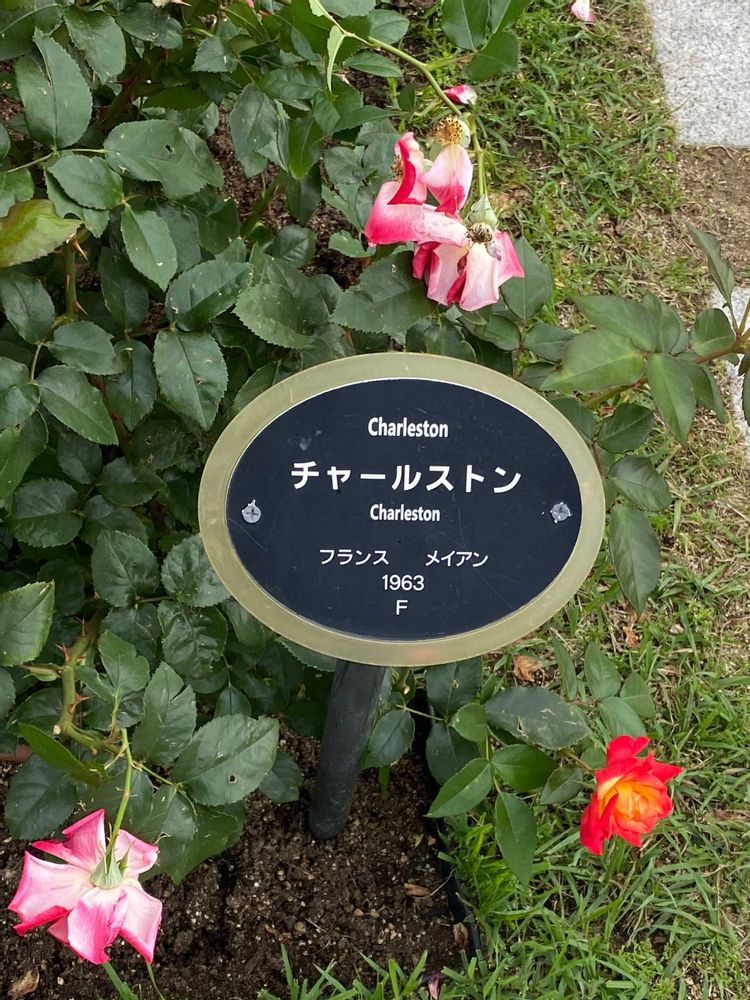 Charleston
チャールストン
Charleston
フランス メイアン
1963
F